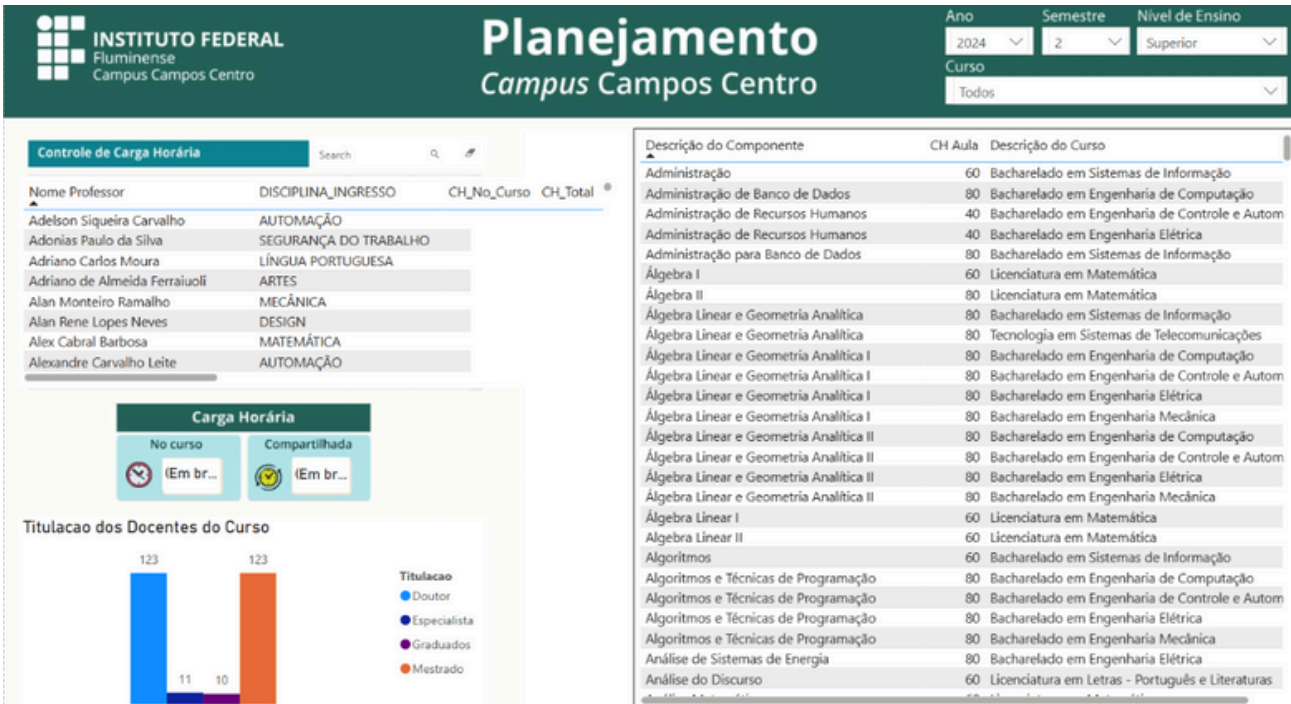 INSTITUTO FEDERAL
Fluminense
Campus Campos Centro
Planejamento
Campus Campos Centro
Ano Semestre Nivel de Ensino
2024 2 Superior
Curso
Todos
Controle de Carga Horária
Search
Nome Professor DISCIPLINA_INGRESSO CH_No_Curso CH_Total
Adelson Siqueira Carvalho AUTOMAÇÃO
Adonias Paulo da Silva SEGURANÇA DO TRABALHO
Adriano Carlos Moura LÍNGUA PORTUGUESA
Adriano de Almeida Ferraiuoli ARTES
Alan Monteiro Ramalho MECÂNICA
Alan Rene Lopes Neves DESIGN
Alex Cabral Barbosa MATEMÁTICA
Alexandre Carvalho Leite AUTOMAÇÃO
Carga Horária
No curso Compartilhada
(Em br... (Em br...
Titulacao dos Docentes do Curso
123 123
11 10
Titulacao
Doutor
Especialista
Graduados
Mestrado
Descrição do Componente CH Aula Descrição do Curso
Administração 60 Bacharelado em Sistemas de Informação
Administração de Banco de Dados 80 Bacharelado em Engenharia de Computação
Administração de Recursos Humanos 40 Bacharelado em Engenharia de Controle e Autom
Administração de Recursos Humanos 40 Bacharelado em Engenharia Elétrica
Administração para Banco de Dados 80 Bacharelado em Sistemas de Informação
Álgebra I 60 Licenciatura em Matemática
Álgebra II 80 Licenciatura em Matemática
Álgebra Linear e Geometria Analítica 80 Bacharelado em Sistemas de Informação
Álgebra Linear e Geometria Analítica 80 Tecnologia em Sistemas de Telecomunicações
Álgebra Linear e Geometria Analítica I 80 Bacharelado em Engenharia de Computação
Álgebra Linear e Geometria Analítica I 80 Bacharelado em Engenharia de Controle e Autom
Álgebra Linear e Geometria Analítica I 80 Bacharelado em Engenharia Elétrica
Álgebra Linear e Geometria Analítica I 80 Bacharelado em Engenharia Mecânica
Álgebra Linear e Geometria Analítica II 80 Bacharelado em Engenharia de Computação
Álgebra Linear e Geometria Analítica II 80 Bacharelado em Engenharia de Controle e Autom
Álgebra Linear e Geometria Analítica II 80 Bacharelado em Engenharia Elétrica
Álgebra Linear e Geometria Analítica II 80 Bacharelado em Engenharia Mecânica
Álgebra Linear I 60 Licenciatura em Matemática
Algebra Linear II 60 Licenciatura em Matemática
Algoritmos 60 Bacharelado em Sistemas de Informação
Algoritmos e Técnicas de Programação 80 Bacharelado em Engenharia de Computação
Algoritmos e Técnicas de Programação 80 Bacharelado em Engenharia de Controle e Autom
Algoritmos e Técnicas de Programação 80 Bacharelado em Engenharia Elétrica
Algoritmos e Técnicas de Programação 80 Bacharelado em Engenharia Mecânica
Análise de Sistemas de Energia 80 Bacharelado em Engenharia Elétrica
Análise do Discurso 60 Licenciatura em Letras - Português e Literaturas